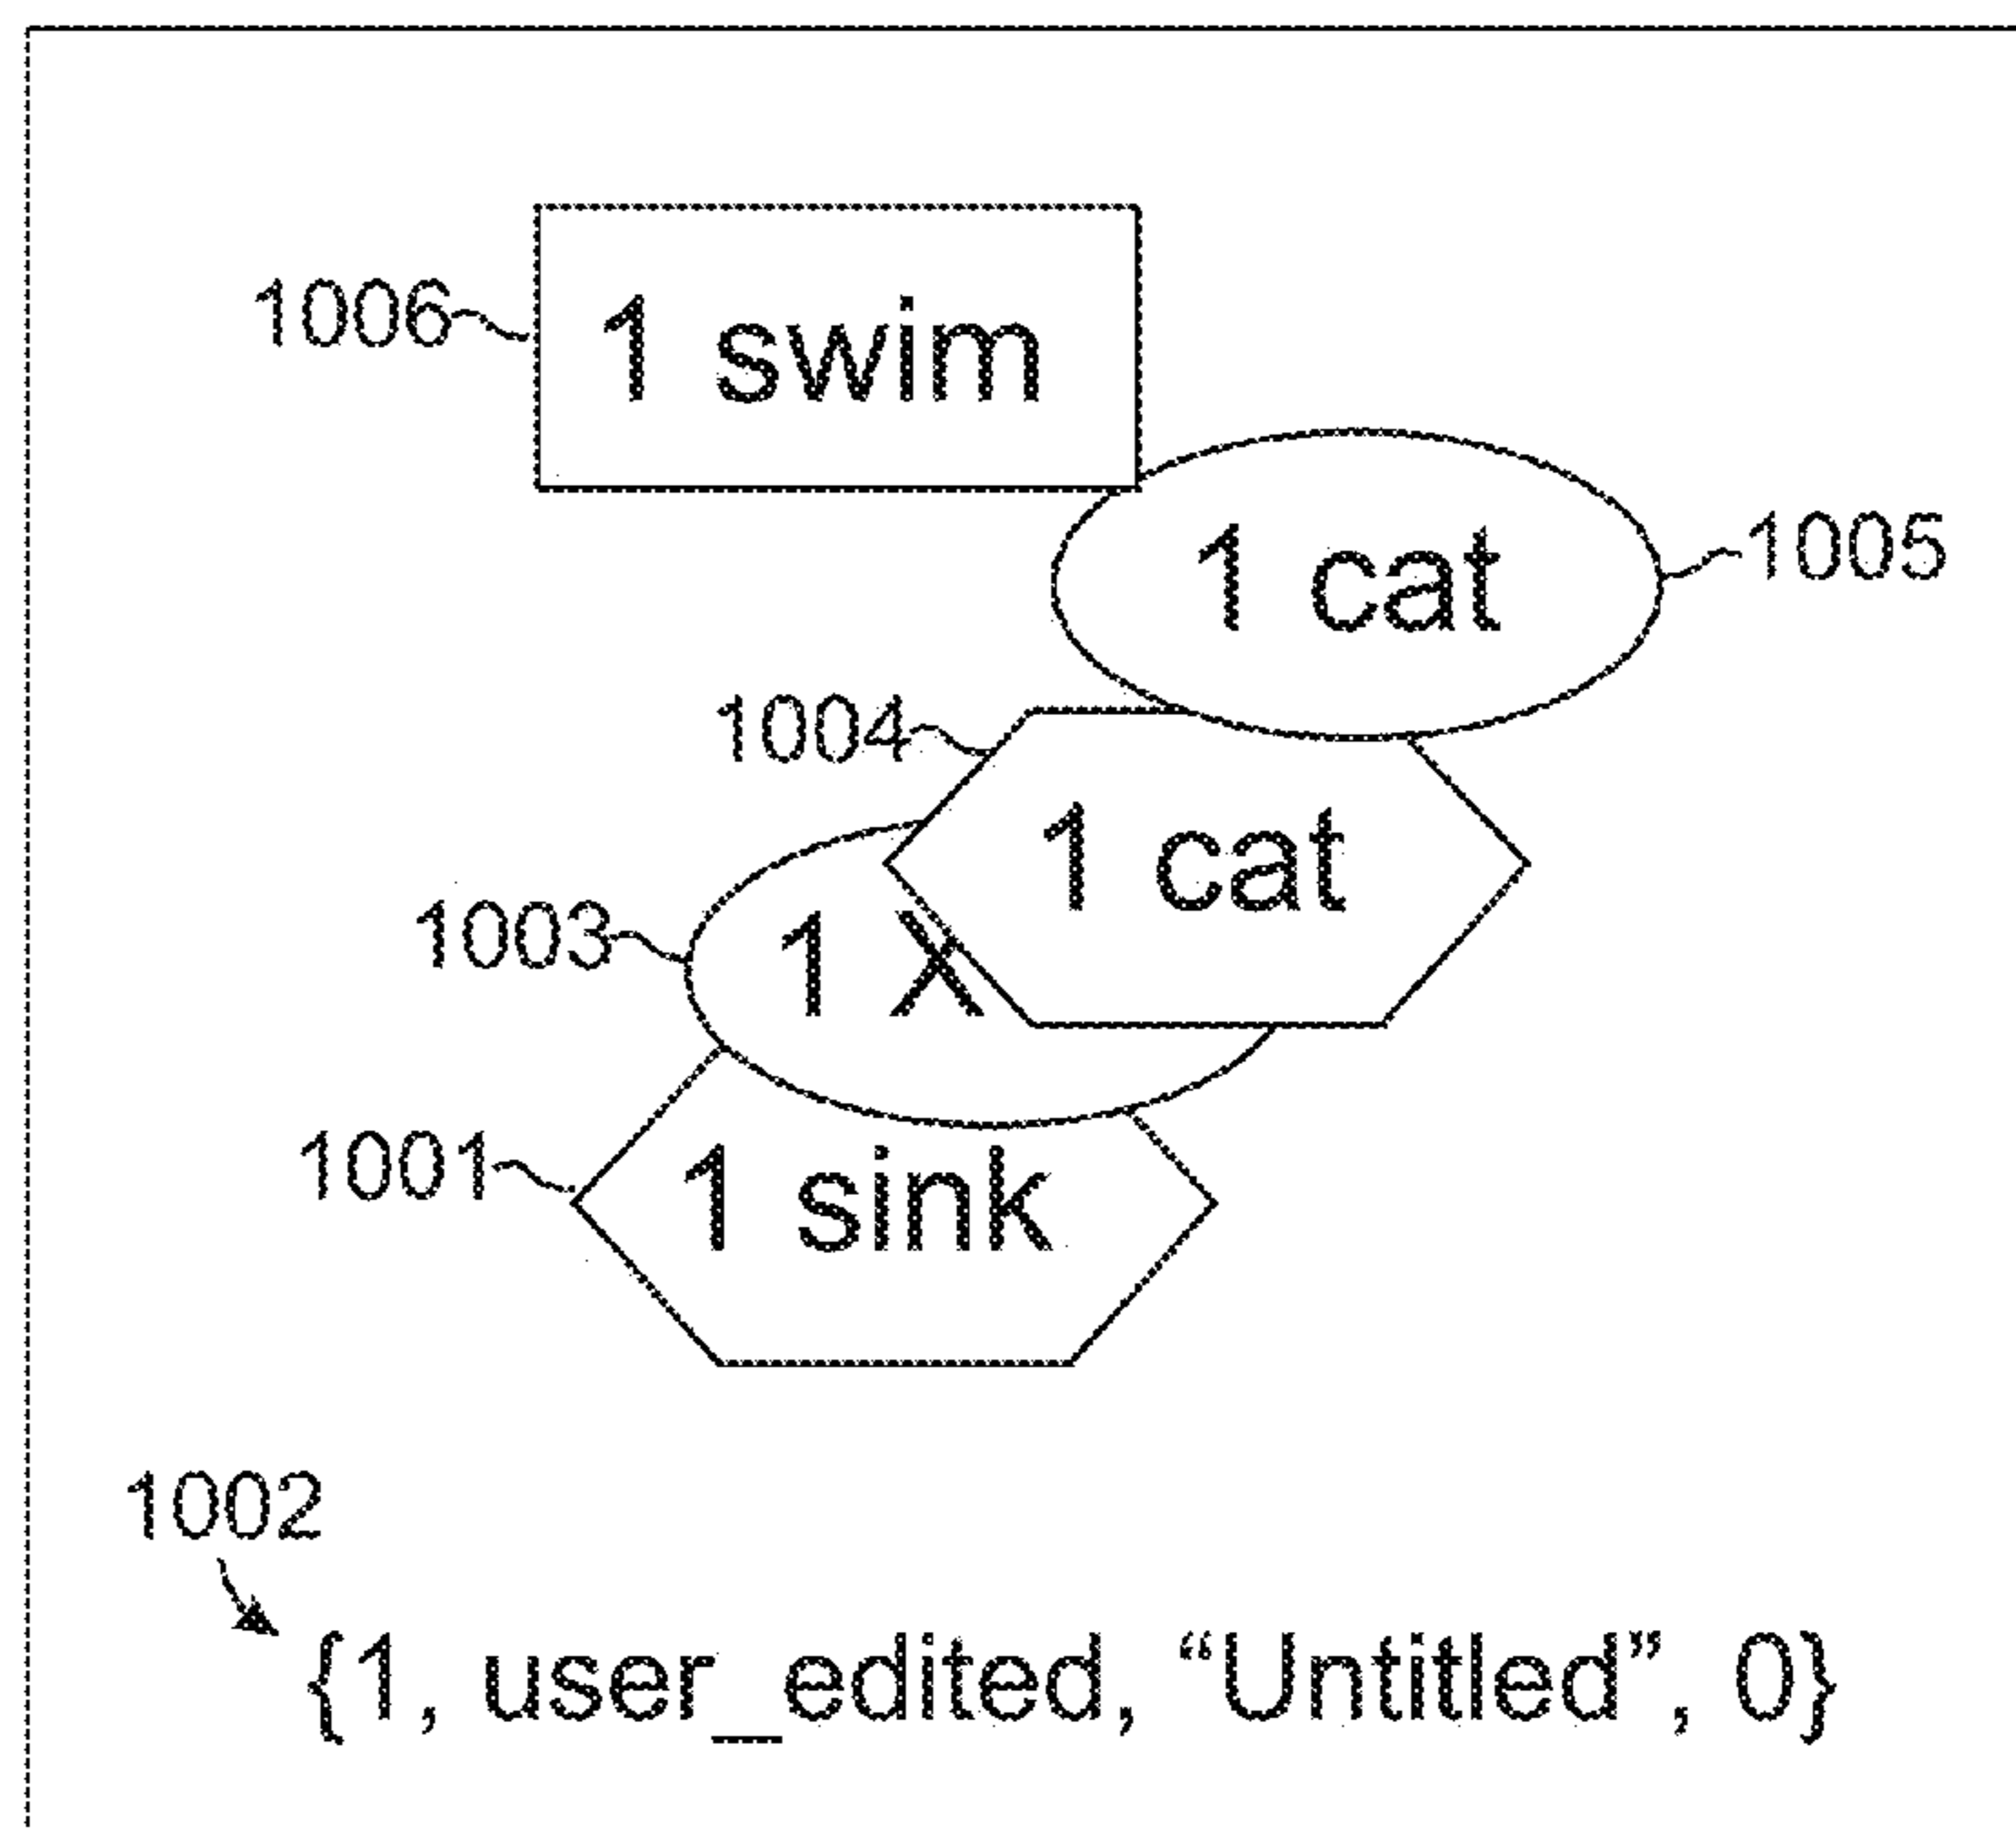 1006 1 swim
1 cat 1005
1004
1 cat
1003 1 X
1001 1 sink
1002
{1, user_edited, “Untitled”, 0}